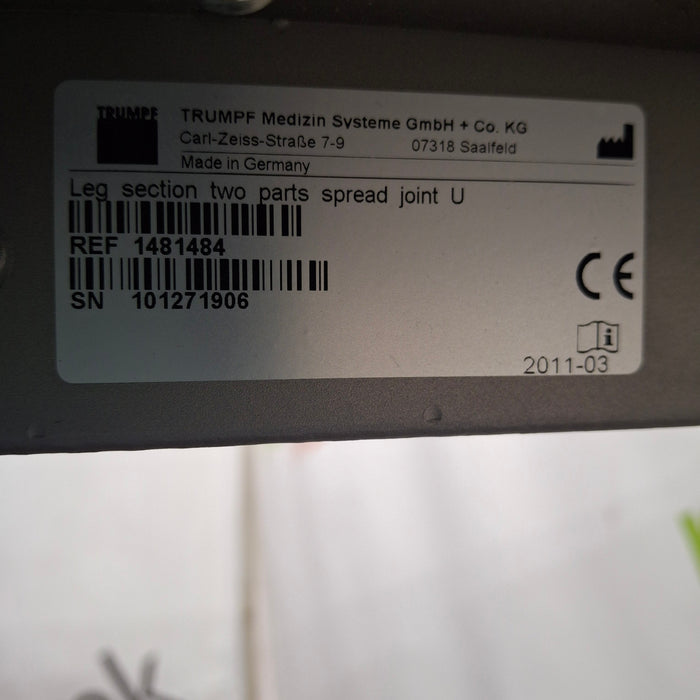 TRUMPF
TRUMPF Medizin Systeme GmbH + Co. KG
Carl-Zeiss-Straße 7-9 07318 Saalfeld
Made in Germany
Leg section two parts spread joint U
REF 1481484
SN 101271906
CE
i
2011-03